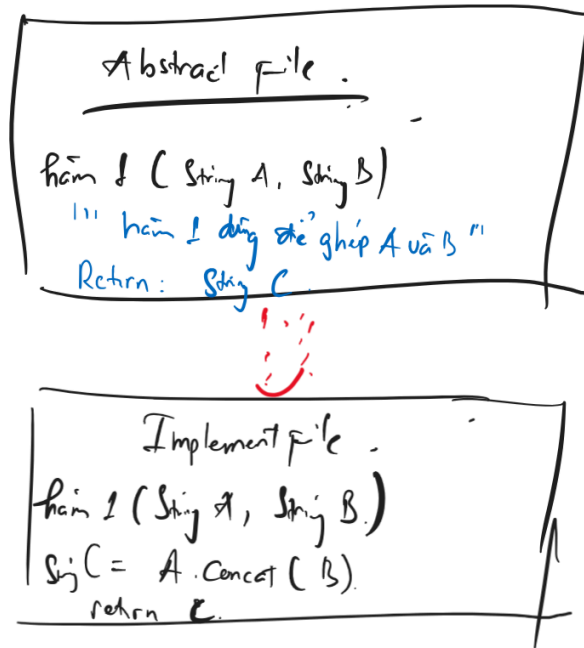 Abstract file.
hàm 1 (String A, String B)
""" hàm 1 dùng để ghép A và B "
Return: String C
Implement file.
hàm 1 (String A, String B)
String C = A.Concat(B)
return C.